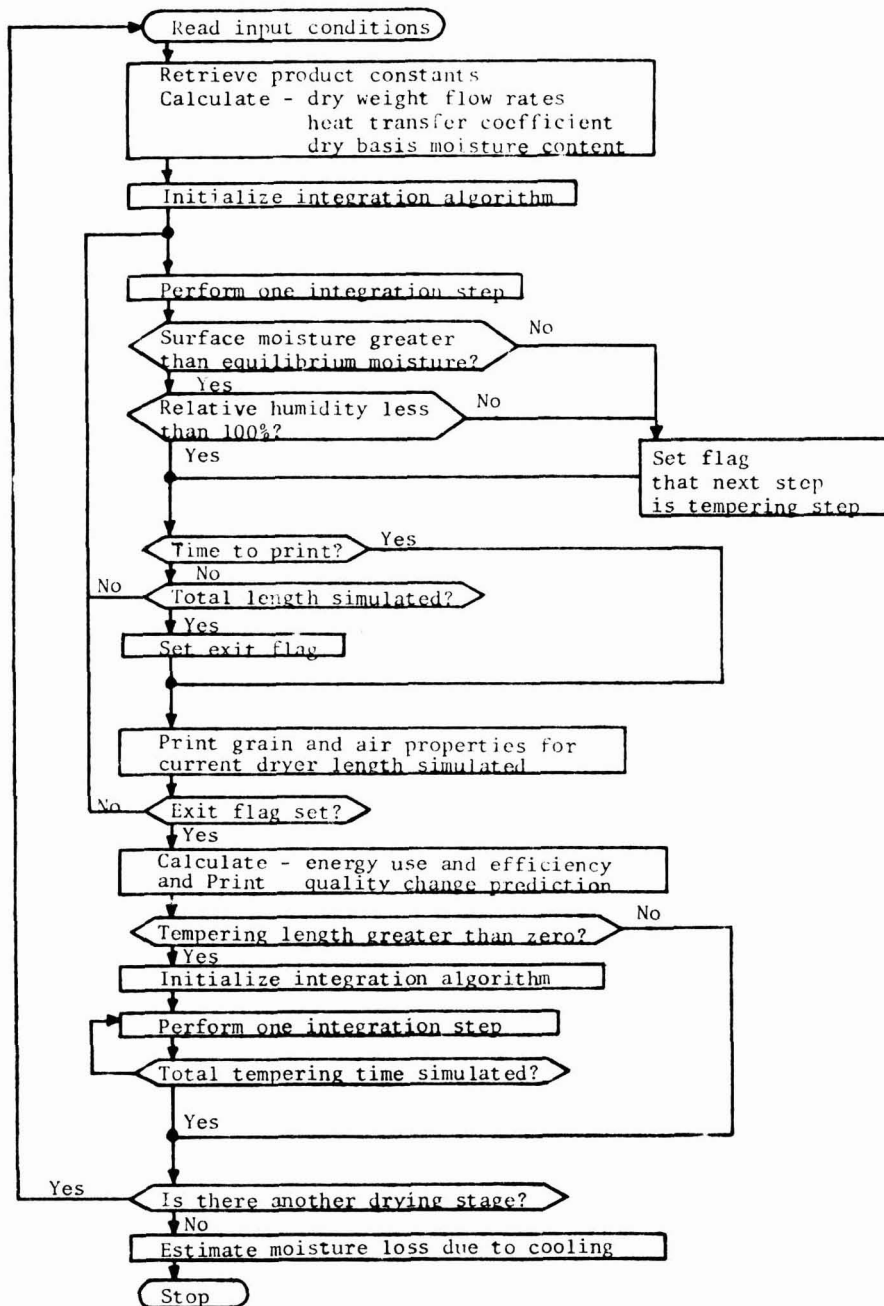 Read input conditions
Retrieve product constants
Calculate - dry weight flow rates
heat transfer coefficient
dry basis moisture content
Initialize integration algorithm
Perform one integration step
Surface moisture greater
than equilibrium moisture?
No
Yes
Relative humidity less
than 100%?
No
Yes
Set flag
that next step
is tempering step
Time to print?
Yes
No
Total length simulated?
No
Yes
Set exit flag
Print grain and air properties for
current dryer length simulated
No
Exit flag set?
Yes
Calculate - energy use and efficiency
and Print - quality change prediction
Tempering length greater than zero?
No
Yes
Initialize integration algorithm
Perform one integration step
Total tempering time simulated?
Yes
Yes
Is there another drying stage?
No
Estimate moisture loss due to cooling
Stop